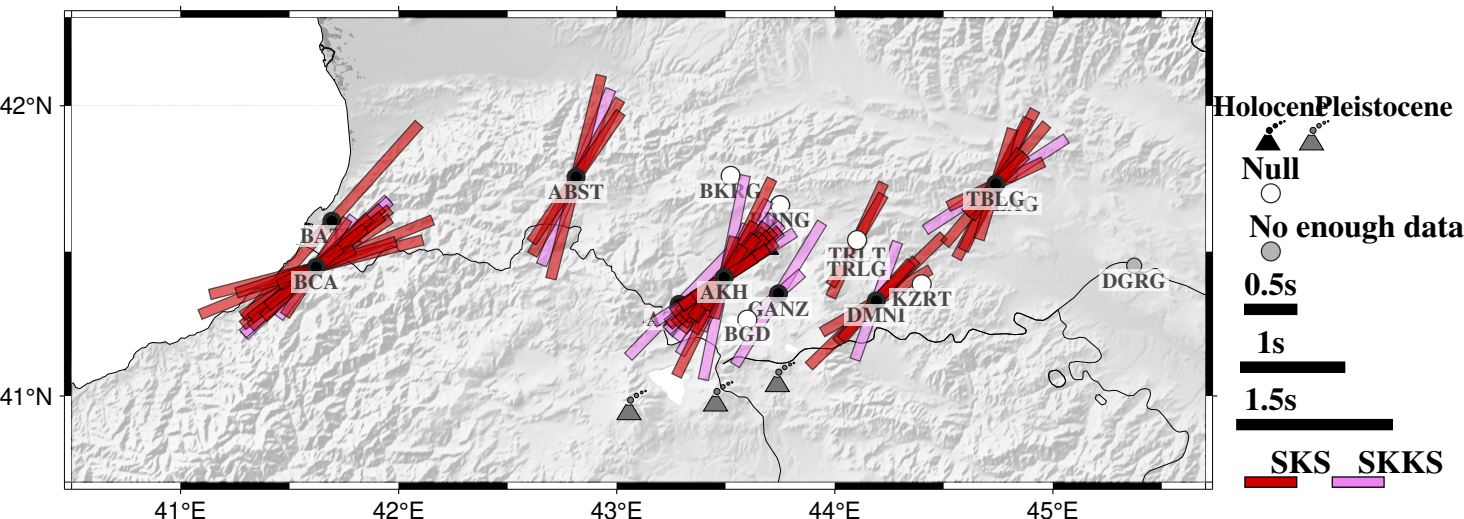 42°N
41°N
41°E
42°E
43°E
44°E
45°E
ABST
BCA
BKRG
AKH
GANZ
BGD
TRLG
KZRT
DMNI
TBLG
DGRG
Holocene
Pleistocene
Null
No enough data
0.5s
1s
1.5s
SKS
SKKS